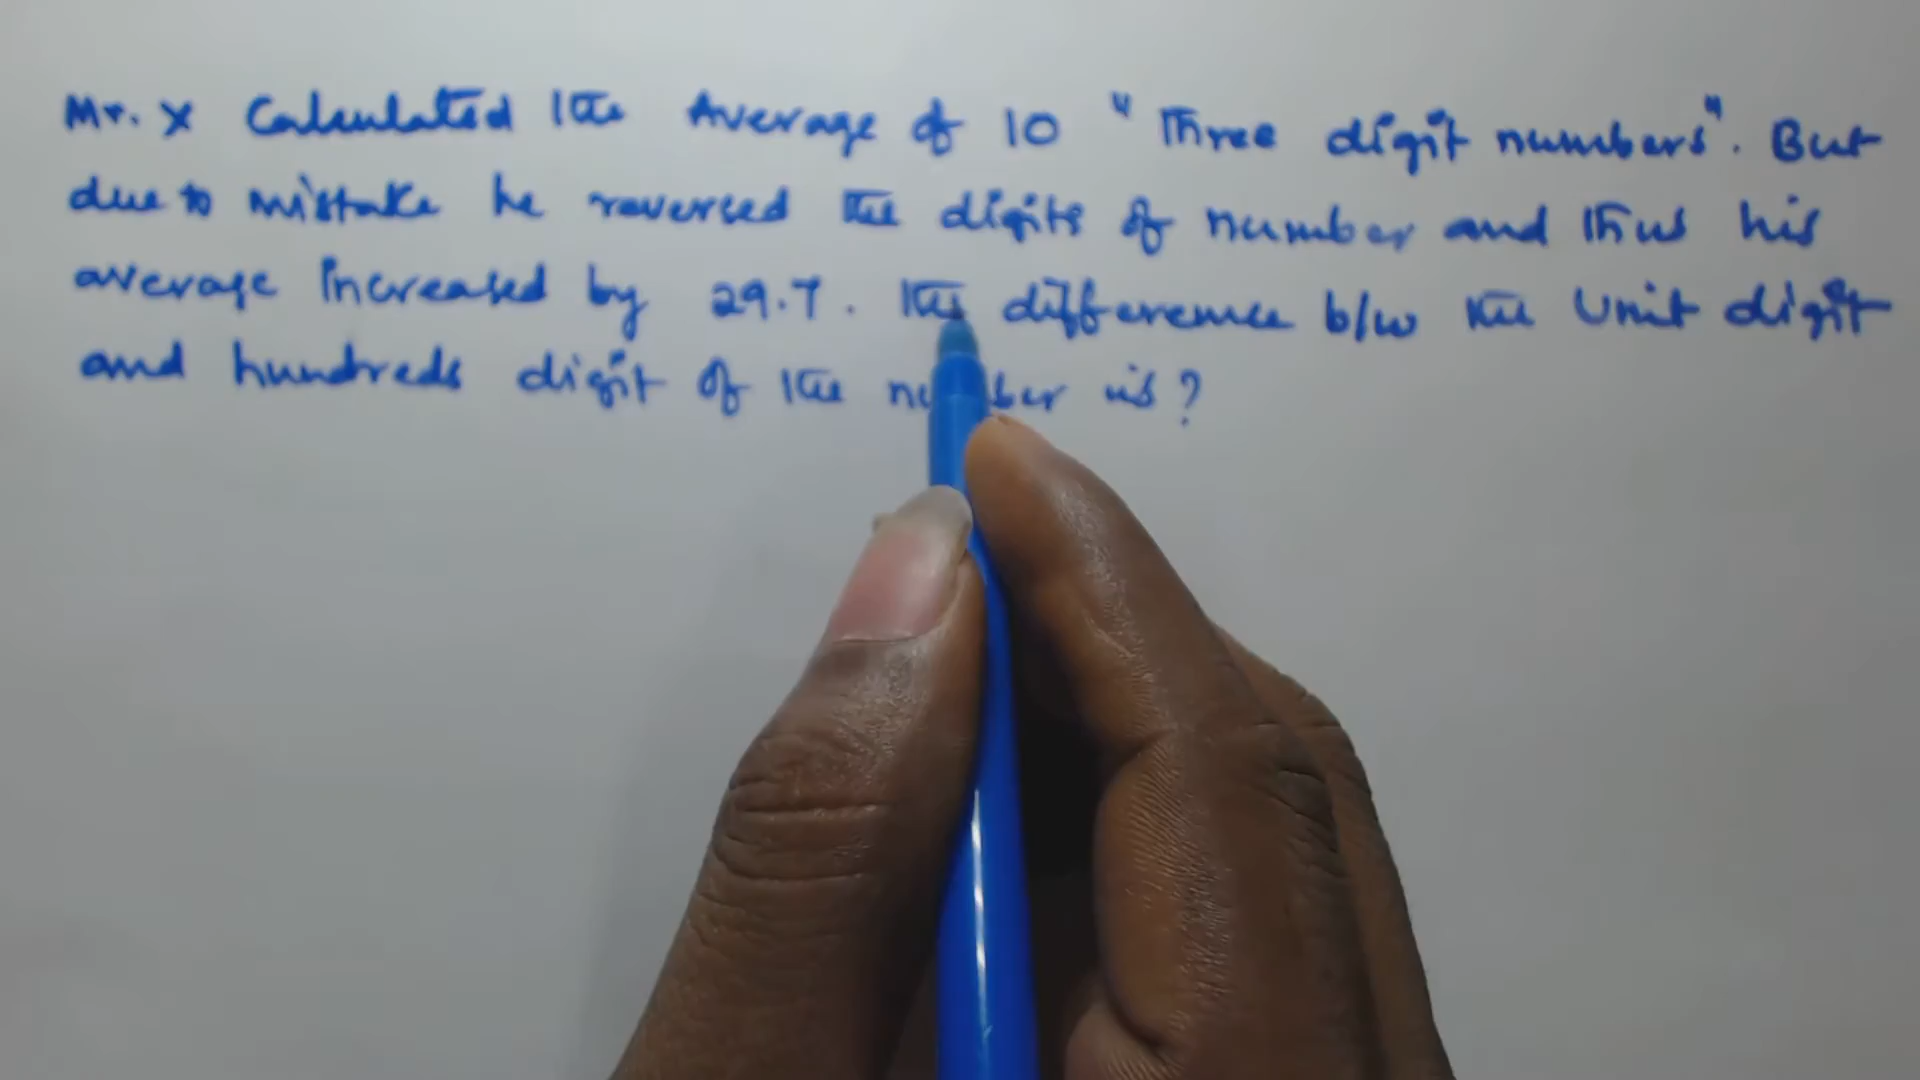 Mr. X Calculated the Average of 10 "Three digit numbers". But
due to mistake he reversed the digits of number and thus his
average increased by 29.7. The difference b/w the Unit digit
and hundreds digit of the number is?